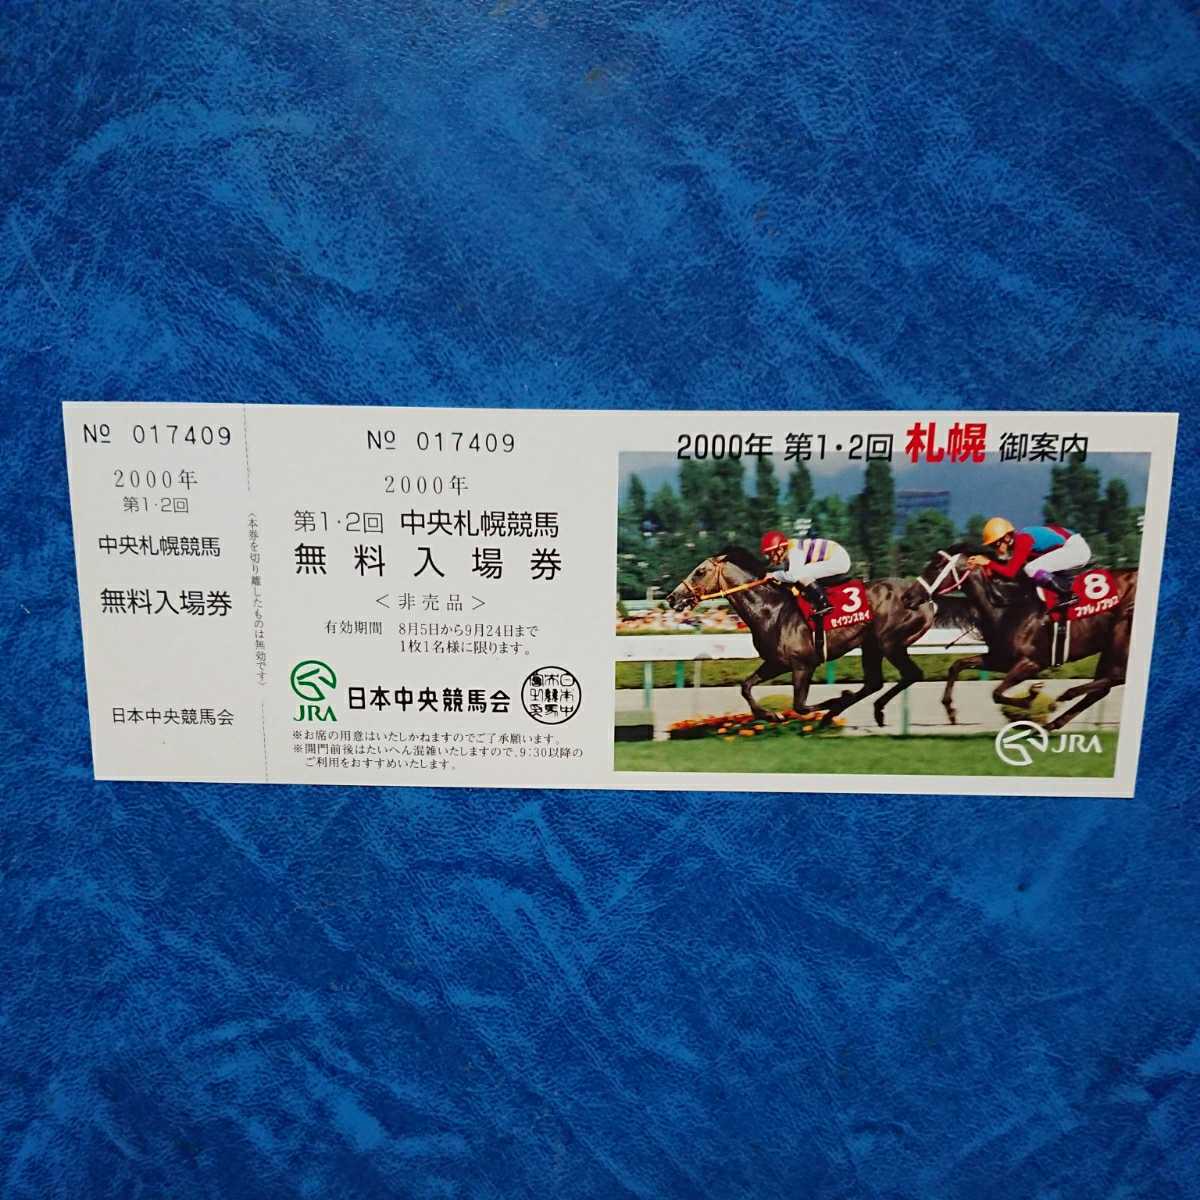 № 017409
2000年
第1・2回
中央札幌競馬
無料入場券
日本中央競馬会
〈本券を切り離したものは無効です〉
№ 017409
2000年
第1・2回 中央札幌競馬
無料入場券
＜非売品＞
有効期間 8月5日から9月24日まで
1枚1名様に限ります。
JRA 日本中央競馬会
※お席の用意はいたしかねますのでご了承願います。
※開門前後はたいへん混雑いたしますので、9:30以降の
ご利用をおすすめいたします。
2000年 第1・2回 札幌 御案内
3
セイウンスカイ
8
ファレノプシス
JRA